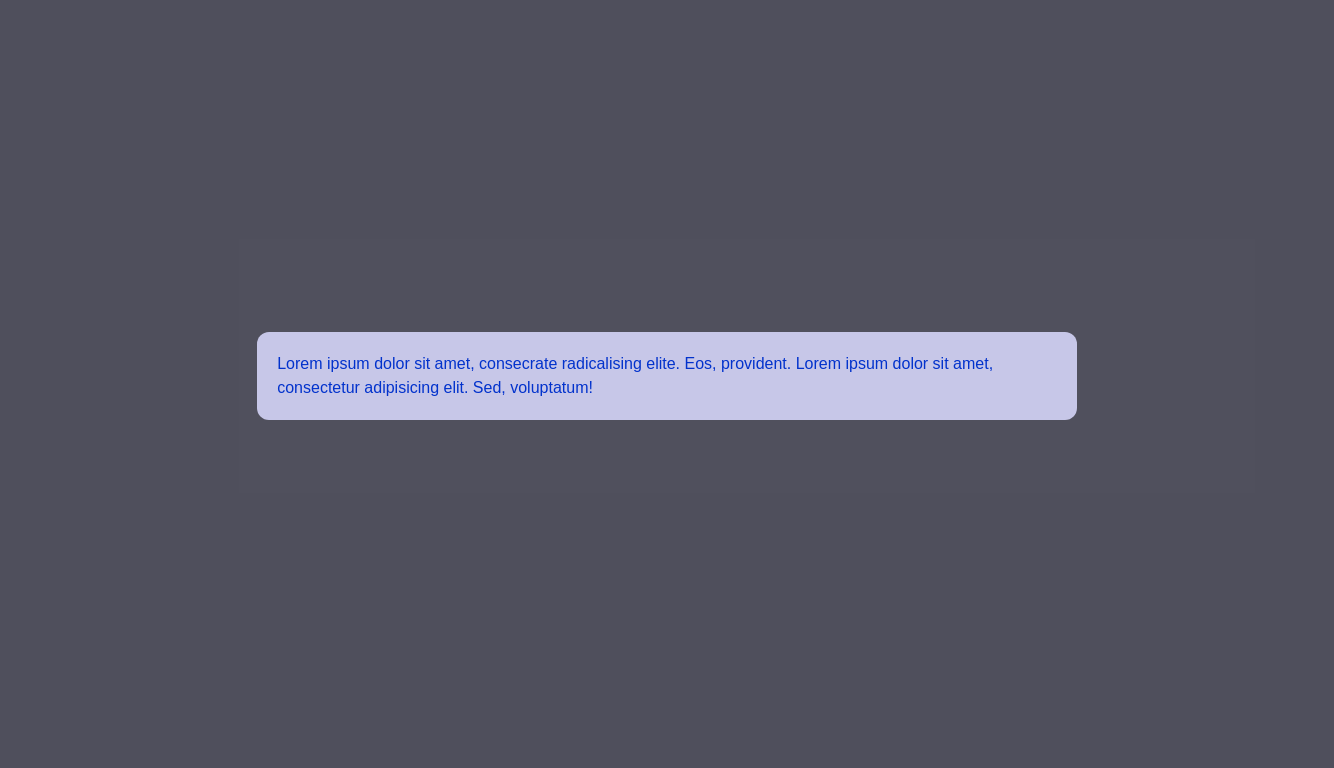 Lorem ipsum dolor sit amet, consecrate radicalising elite. Eos, provident. Lorem ipsum dolor sit amet,
consectetur adipisicing elit. Sed, voluptatum!